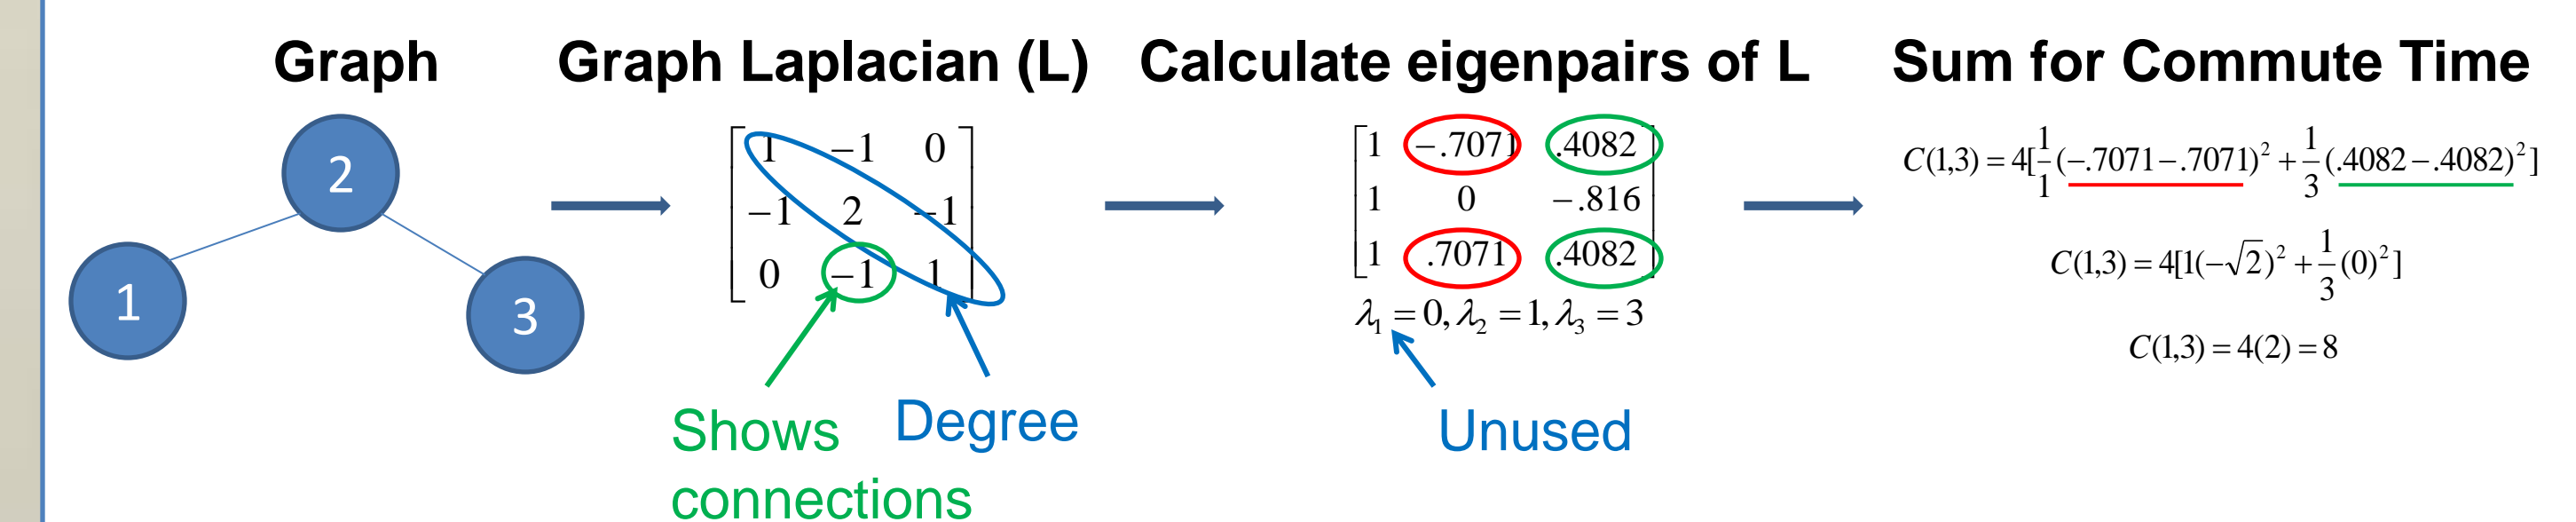 Graph
2
1
3
Graph Laplacian (L)
1 −1 0
−1 2 −1
0 −1 1
Shows
connections
Degree
Calculate eigenpairs of L
1 −.7071 .4082
1 0 −.816
1 .7071 .4082
λ₁ = 0, λ₂ = 1, λ₃ = 3
Unused
Sum for Commute Time
C(1,3) = 4[1/1(−.7071−.7071)² + 1/3(.4082−.4082)²]
C(1,3) = 4[1(−√2)² + 1/3(0)²]
C(1,3) = 4(2) = 8